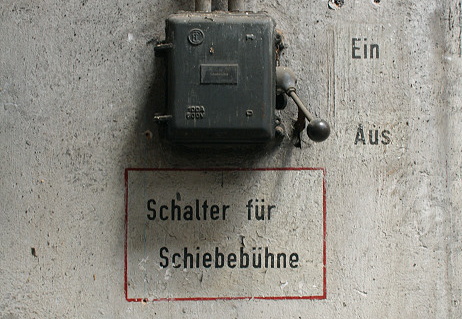 Ein
Aus
Schalter für
Schiebebühne